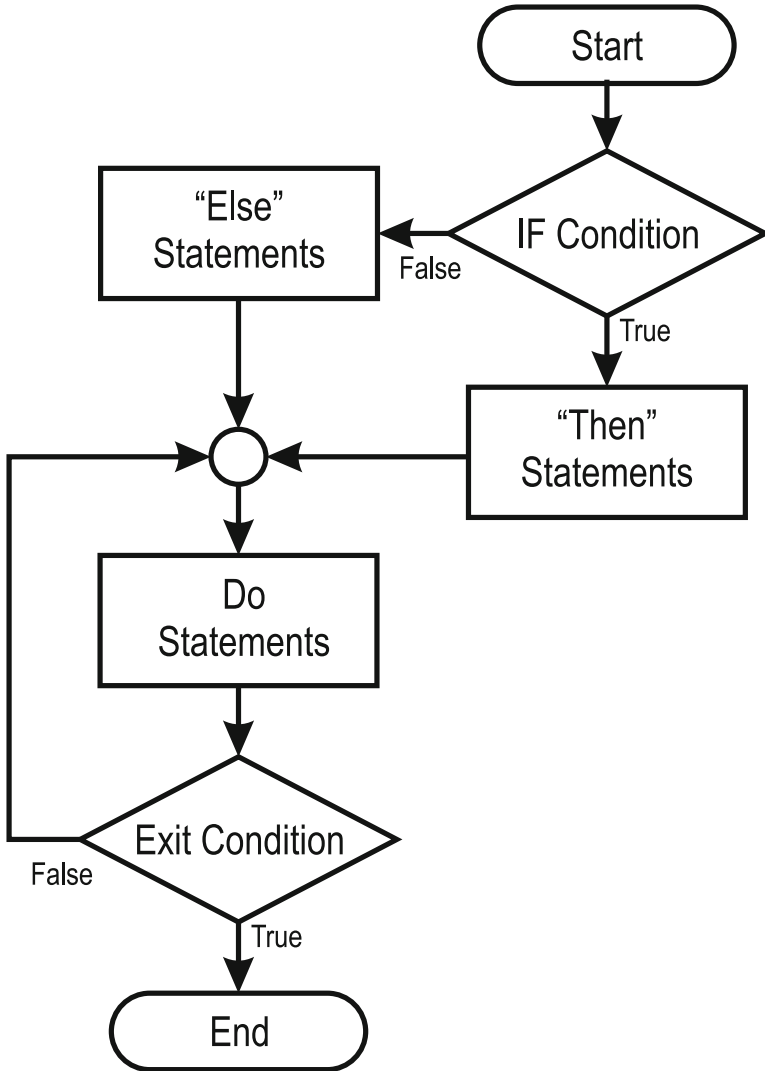 Start
IF Condition
False
“Else”
Statements
True
“Then”
Statements
Do
Statements
Exit Condition
False
True
End